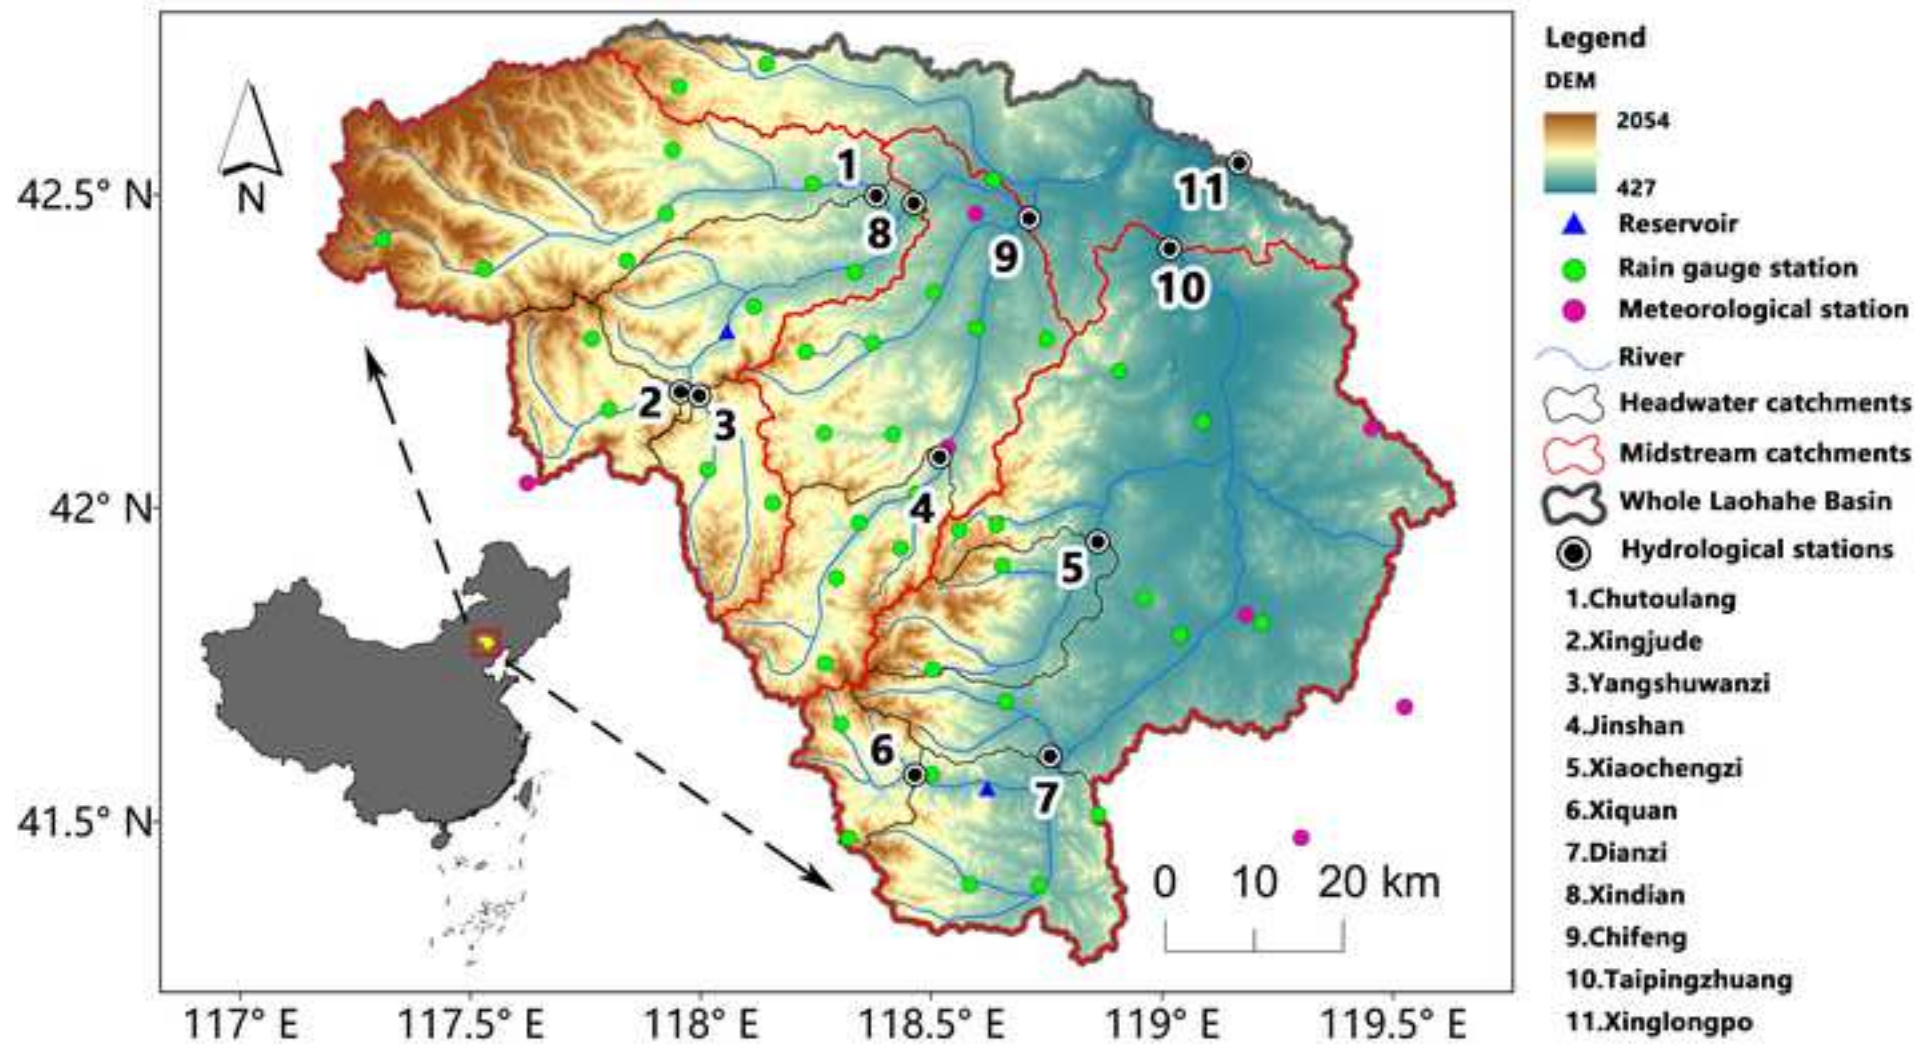 42.5° N
42° N
41.5° N
117° E
117.5° E
118° E
118.5° E
119° E
119.5° E
N
1
8
9
11
10
2
3
4
5
6
7
0 10 20 km
Legend
DEM
2054
427
Reservoir
Rain gauge station
Meteorological station
River
Headwater catchments
Midstream catchments
Whole Laohahe Basin
Hydrological stations
1.Chutoulang
2.Xingjude
3.Yangshuwanzi
4.Jinshan
5.Xiaochengzi
6.Xiquan
7.Dianzi
8.Xindian
9.Chifeng
10.Taipingzhuang
11.Xinglongpo